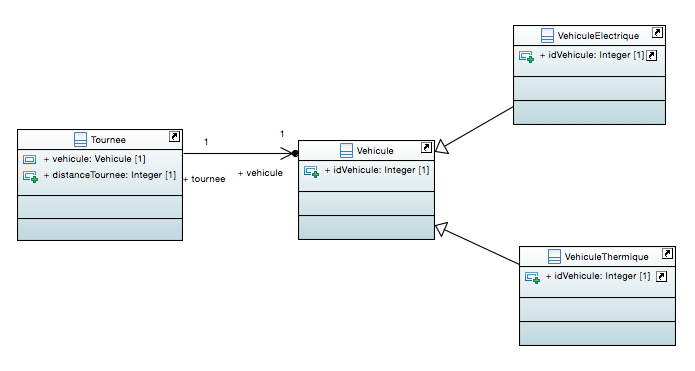 VehiculeElectrique
+ idVehicule: Integer [1]
Tournee
+ vehicule: Vehicule [1]
+ distanceTournee: Integer [1]
1
1
+ tournee
+ vehicule
Vehicule
+ idVehicule: Integer [1]
VehiculeThermique
+ idVehicule: Integer [1]